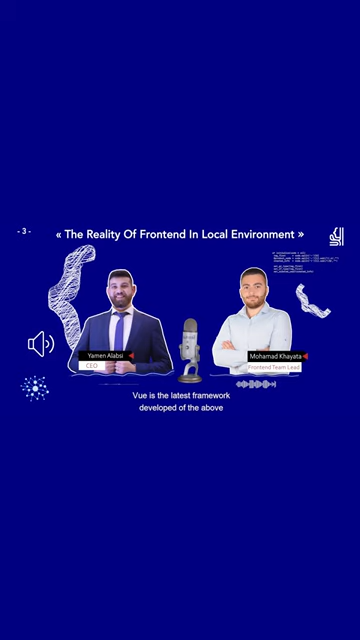 - 3 -
« The Reality Of Frontend In Local Environment »
Yamen Alabsi
CEO
Mohamad Khayata
Frontend Team Lead
Vue is the latest framework
developed of the above